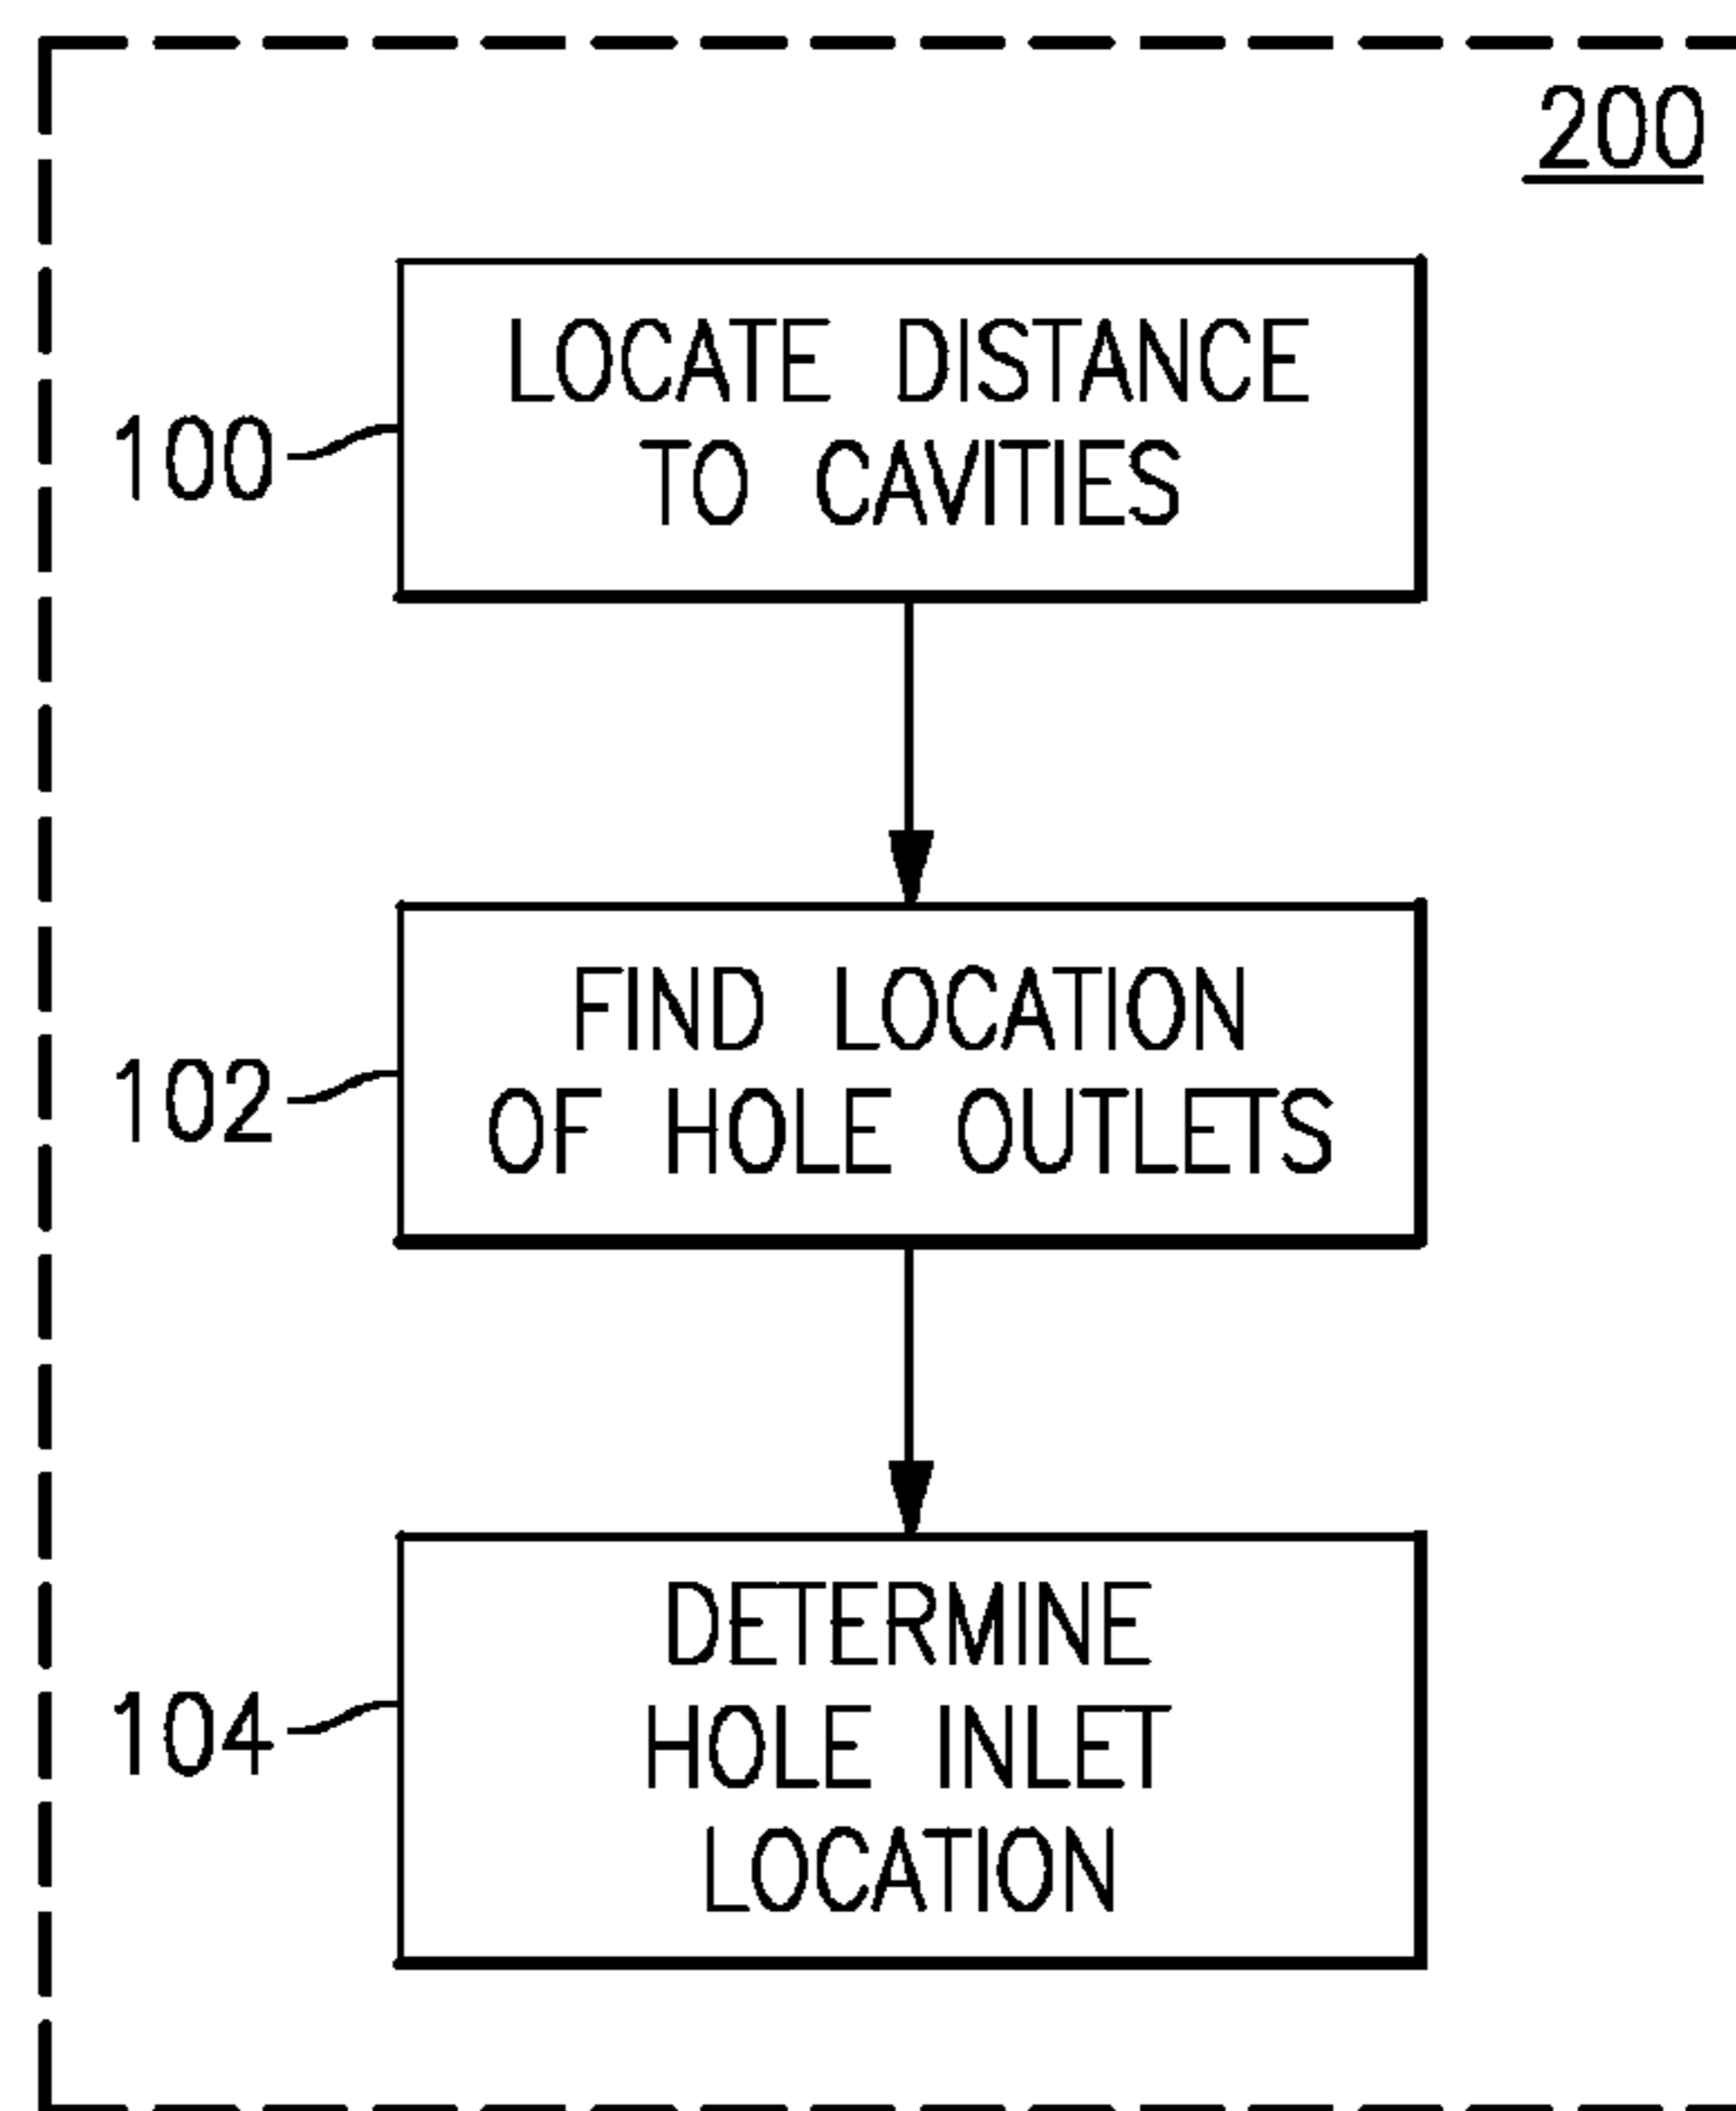 200
LOCATE DISTANCE
TO CAVITIES
100
FIND LOCATION
OF HOLE OUTLETS
102
DETERMINE
HOLE INLET
LOCATION
104